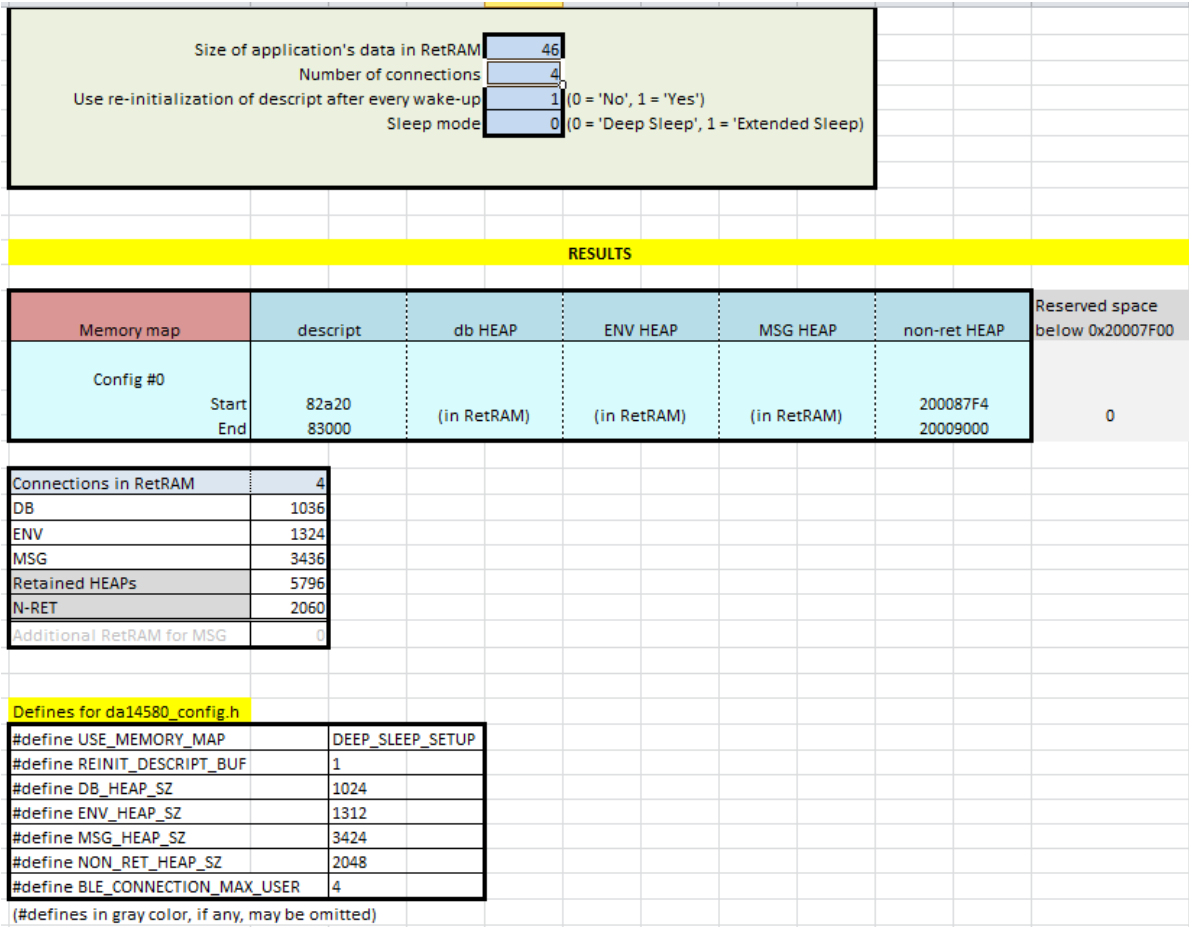 Size of application's data in RetRAM 46
Number of connections 4
Use re-initialization of descript after every wake-up 1 (0 = 'No', 1 = 'Yes')
Sleep mode 0 (0 = 'Deep Sleep', 1 = 'Extended Sleep)
RESULTS
Memory map descript db HEAP ENV HEAP MSG HEAP non-ret HEAP Reserved space below 0x20007F00
Config #0
Start 82a20 (in RetRAM) (in RetRAM) (in RetRAM) 200087F4 0
End 83000 20009000
Connections in RetRAM 4
DB 1036
ENV 1324
MSG 3436
Retained HEAPs 5796
N-RET 2060
Additional RetRAM for MSG 0
Defines for da14580_config.h
#define USE_MEMORY_MAP DEEP_SLEEP_SETUP
#define REINIT_DESCRIPT_BUF 1
#define DB_HEAP_SZ 1024
#define ENV_HEAP_SZ 1312
#define MSG_HEAP_SZ 3424
#define NON_RET_HEAP_SZ 2048
#define BLE_CONNECTION_MAX_USER 4
(#defines in gray color, if any, may be omitted)